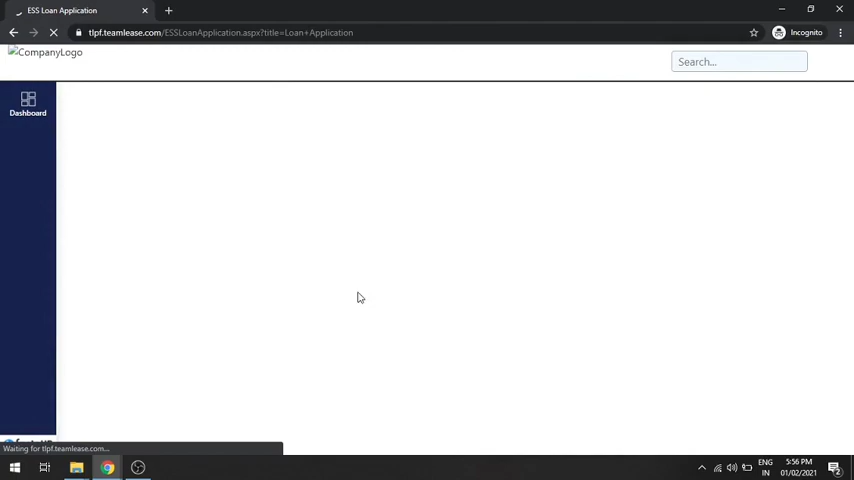 ESS Loan Application
tlpf.teamlease.com/ESSLoanApplication.aspx?title=Loan+Application
Incognito
CompanyLogo
Search...
Dashboard
Waiting for tlpf.teamlease.com...
ENG
IN
5:56 PM
01/02/2021
2